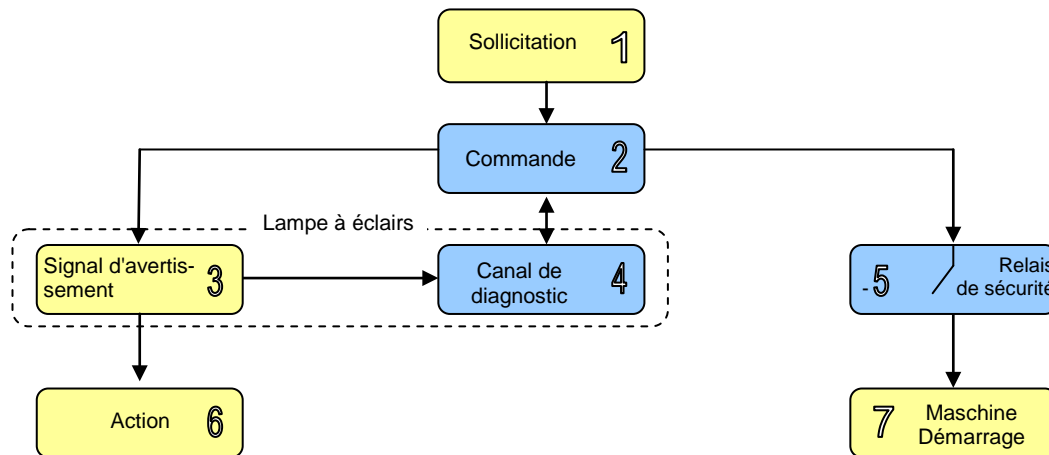 Sollicitation 1
Commande 2
Lampe à éclairs
Signal d'avertis-
sement 3
Canal de
diagnostic 4
- 5 Relais
de sécurité
Action 6
7 Maschine
Démarrage